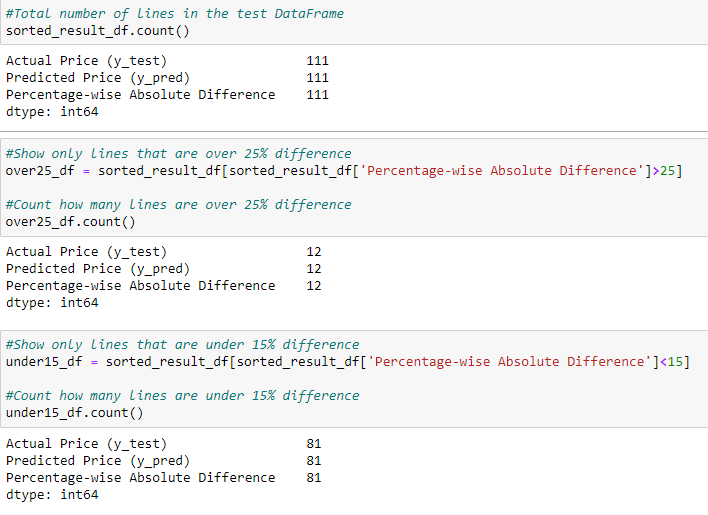 #Total number of lines in the test DataFrame
sorted_result_df.count()
Actual Price (y_test) 111
Predicted Price (y_pred) 111
Percentage-wise Absolute Difference 111
dtype: int64
#Show only lines that are over 25% difference
over25_df = sorted_result_df[sorted_result_df['Percentage-wise Absolute Difference']>25]
#Count how many lines are over 25% difference
over25_df.count()
Actual Price (y_test) 12
Predicted Price (y_pred) 12
Percentage-wise Absolute Difference 12
dtype: int64
#Show only lines that are under 15% difference
under15_df = sorted_result_df[sorted_result_df['Percentage-wise Absolute Difference']<15]
#Count how many lines are under 15% difference
under15_df.count()
Actual Price (y_test) 81
Predicted Price (y_pred) 81
Percentage-wise Absolute Difference 81
dtype: int64